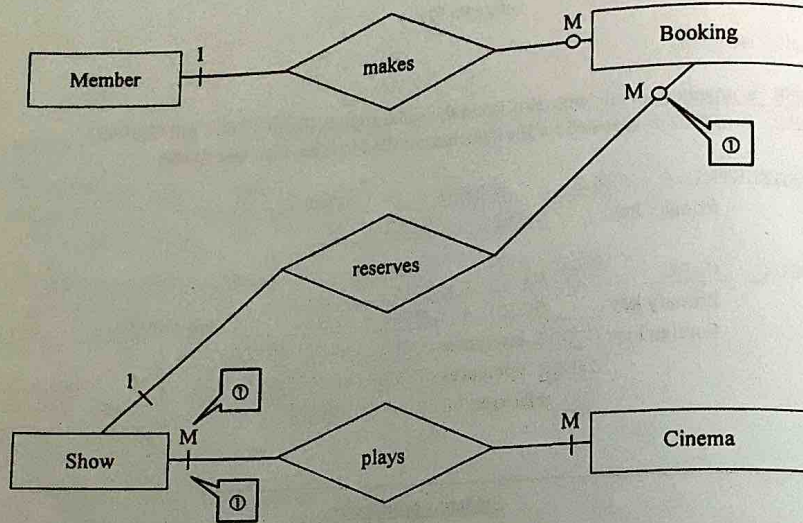 1
M
Booking
Member
makes
M
①
reserves
1
①
M
M
Show
plays
Cinema
①